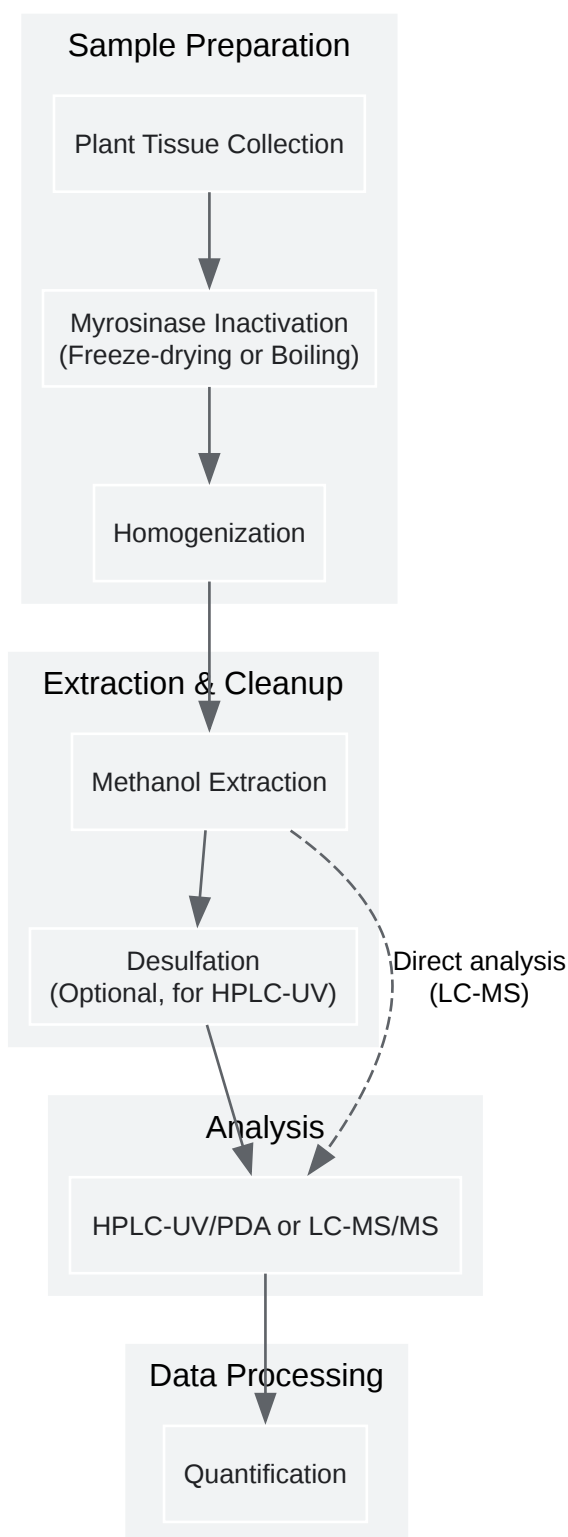 Sample Preparation
Plant Tissue Collection
Myrosinase Inactivation
(Freeze-drying or Boiling)
Homogenization
Extraction & Cleanup
Methanol Extraction
Desulfation
(Optional, for HPLC-UV)
Direct analysis
(LC-MS)
Analysis
HPLC-UV/PDA or LC-MS/MS
Data Processing
Quantification